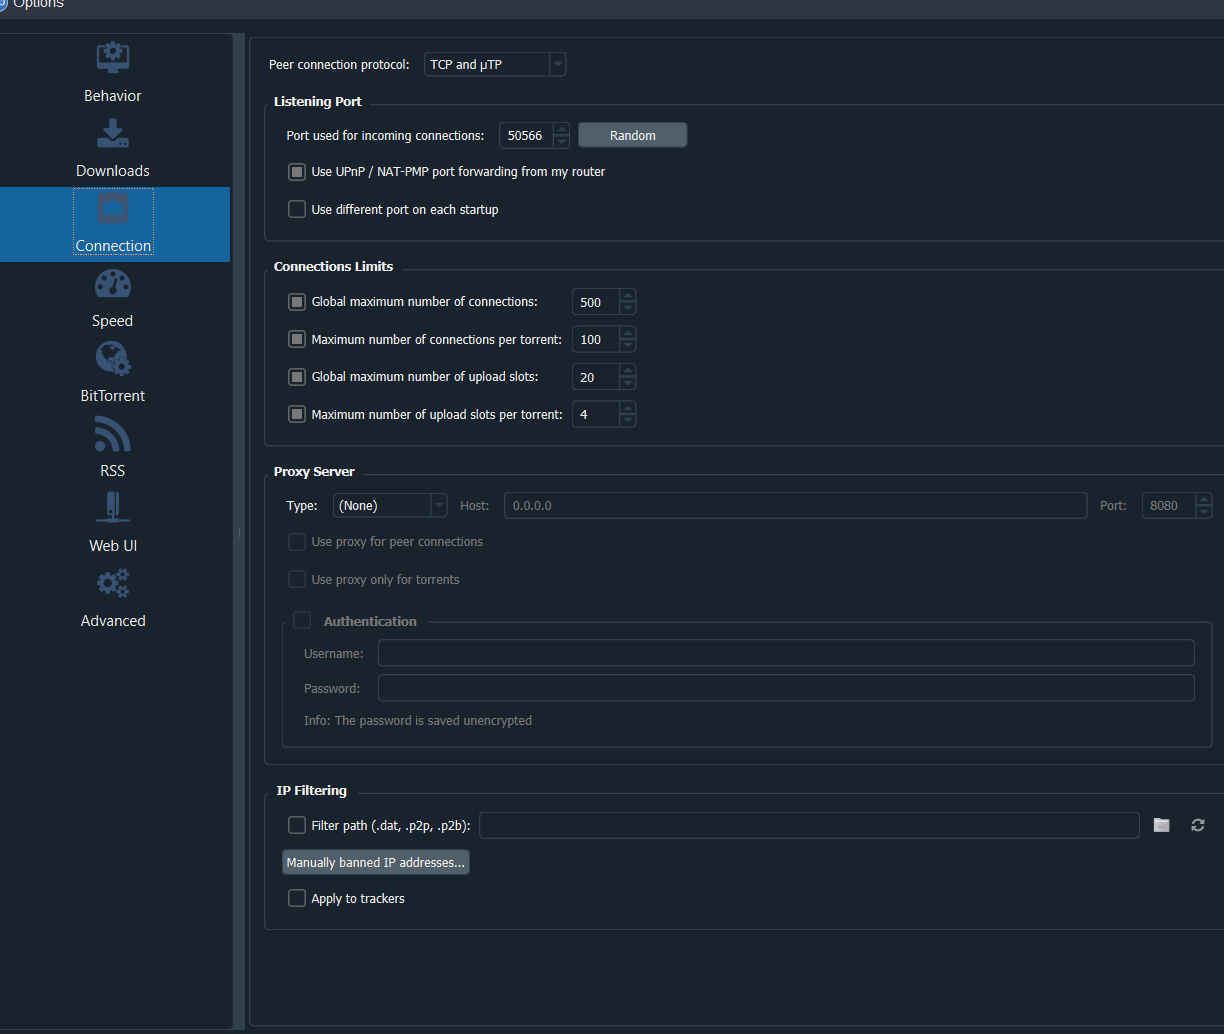 Options
Behavior
Downloads
Connection
Speed
BitTorrent
RSS
Web UI
Advanced
Peer connection protocol: TCP and μTP
Listening Port
Port used for incoming connections: 50566 Random
Use UPnP / NAT-PMP port forwarding from my router
Use different port on each startup
Connections Limits
Global maximum number of connections: 500
Maximum number of connections per torrent: 100
Global maximum number of upload slots: 20
Maximum number of upload slots per torrent: 4
Proxy Server
Type: (None) Host: 0.0.0.0 Port: 8080
Use proxy for peer connections
Use proxy only for torrents
Authentication
Username:
Password:
Info: The password is saved unencrypted
IP Filtering
Filter path (.dat, .p2p, .p2b):
Manually banned IP addresses...
Apply to trackers